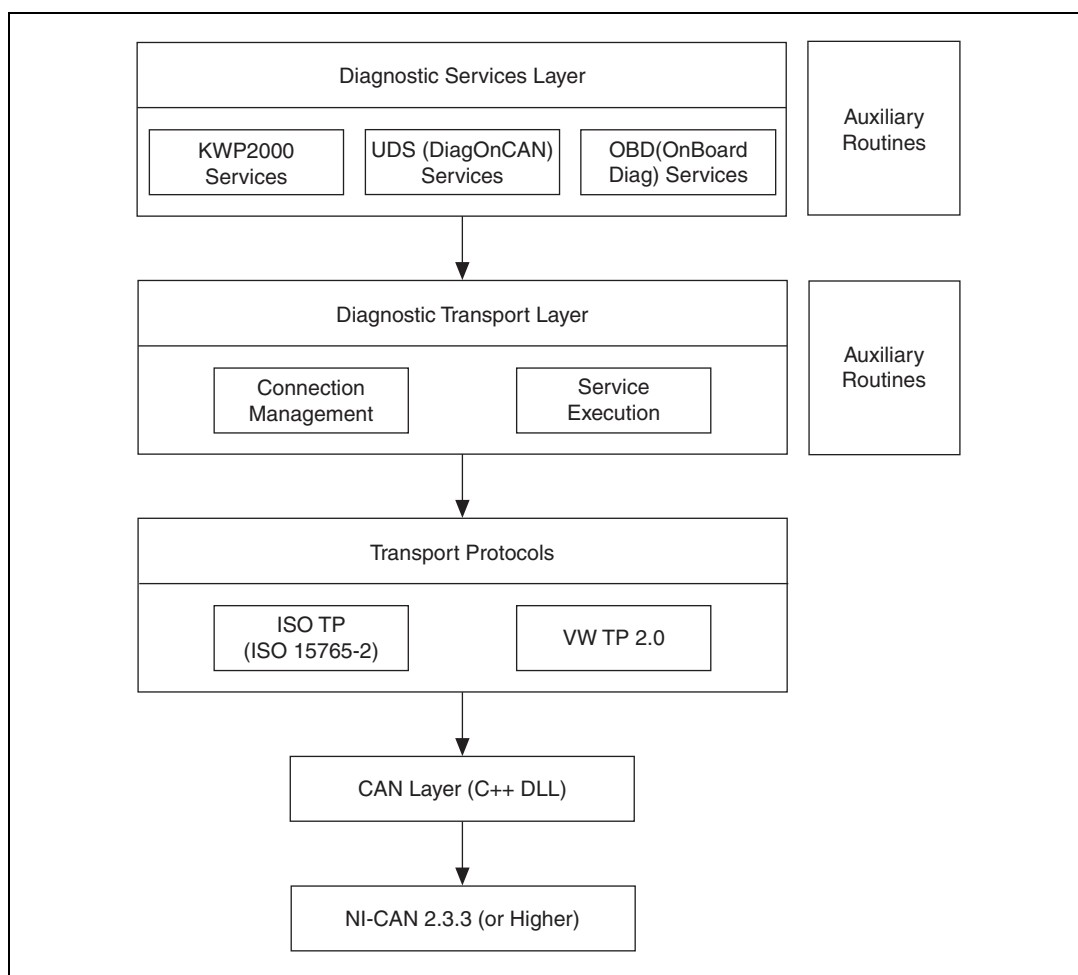 Diagnostic Services Layer
KWP2000
Services
UDS (DiagOnCAN)
Services
OBD(OnBoard
Diag) Services
Auxiliary
Routines
Diagnostic Transport Layer
Connection
Management
Service
Execution
Auxiliary
Routines
Transport Protocols
ISO TP
(ISO 15765-2)
VW TP 2.0
CAN Layer (C++ DLL)
NI-CAN 2.3.3 (or Higher)